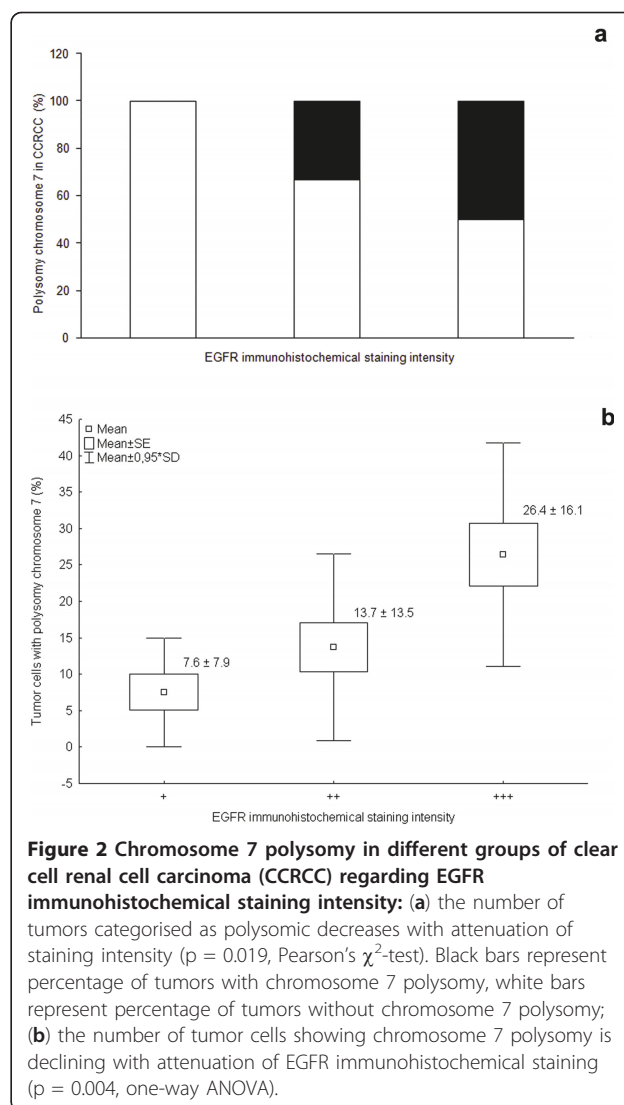 a
120
100
80
60
40
20
0
Polysomy chromosome 7 in CCRCC (%)
EGFR immunohistochemical staining intensity
b
45
40
35
30
25
20
15
10
5
0
-5
Mean
Mean±SE
Mean±0,95*SD
Tumor cells with polysomy chromosome 7 (%)
7.6 ± 7.9
13.7 ± 13.5
26.4 ± 16.1
+
++
+++
EGFR immunohistochemical staining intensity
Figure 2 Chromosome 7 polysomy in different groups of clear
cell renal cell carcinoma (CCRCC) regarding EGFR
immunohistochemical staining intensity: (a) the number of
tumors categorised as polysomic decreases with attenuation of
staining intensity (p = 0.019, Pearson's χ²-test). Black bars represent
percentage of tumors with chromosome 7 polysomy, white bars
represent percentage of tumors without chromosome 7 polysomy;
(b) the number of tumor cells showing chromosome 7 polysomy is
declining with attenuation of EGFR immunohistochemical staining
(p = 0.004, one-way ANOVA).